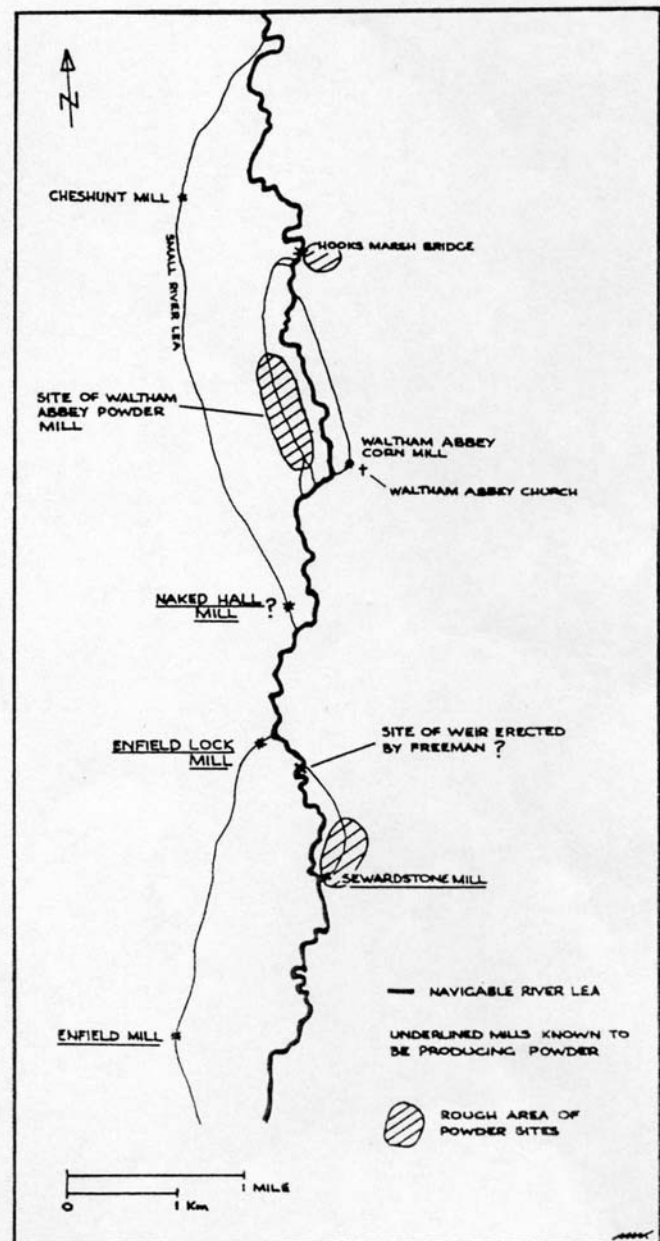 N
CHESHUNT MILL
SMALL RIVER LEA
HOOKS MARSH BRIDGE
SITE OF WALTHAM
ABBEY POWDER
MILL
WALTHAM ABBEY
CORN MILL
WALTHAM ABBEY CHURCH
NAKED HALL
MILL ?
ENFIELD LOCK
MILL
SITE OF WEIR ERECTED
BY FREEMAN ?
SEWARDSTONE MILL
ENFIELD MILL
NAVIGABLE RIVER LEA
UNDERLINED MILLS KNOWN TO
BE PRODUCING POWDER
ROUGH AREA OF
POWDER SITES
1 MILE
0 1 Km